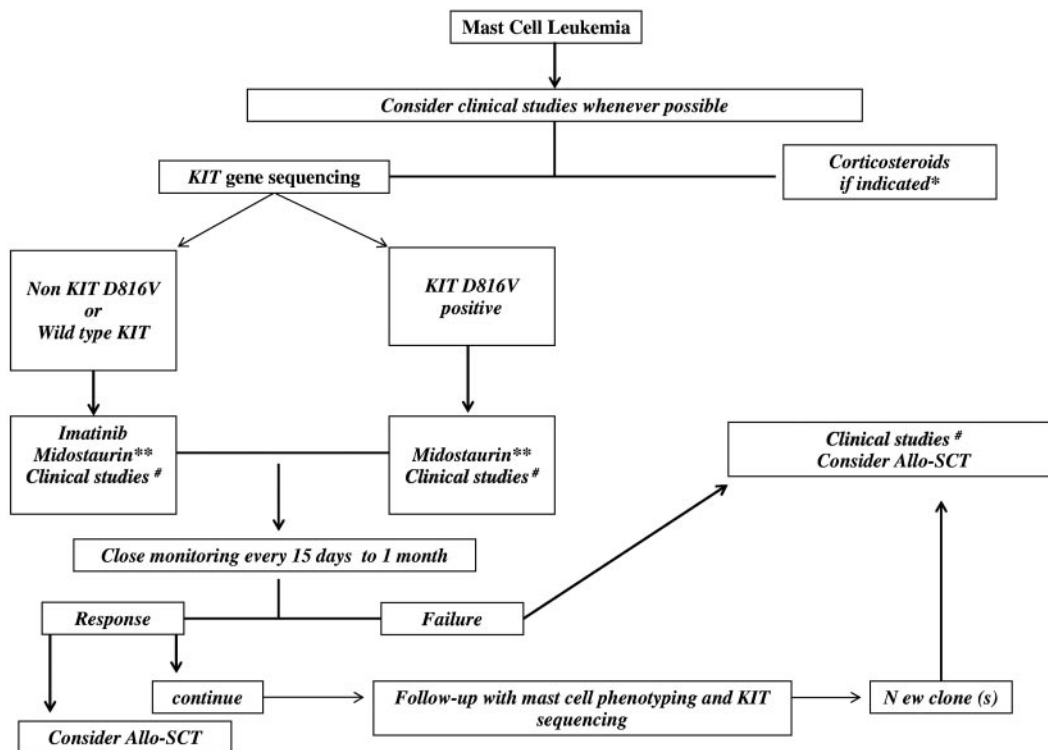 Mast Cell Leukemia
Consider clinical studies whenever possible
KIT gene sequencing
Corticosteroids
if indicated*
Non KIT D816V
or
Wild type KIT
KIT D816V
positive
Imatinib
Midostaurin**
Clinical studies #
Midostaurin**
Clinical studies #
Clinical studies #
Consider Allo-SCT
Close monitoring every 15 days to 1 month
Response
Failure
continue
Follow-up with mast cell phenotyping and KIT
sequencing
N ew clone (s)
Consider Allo-SCT